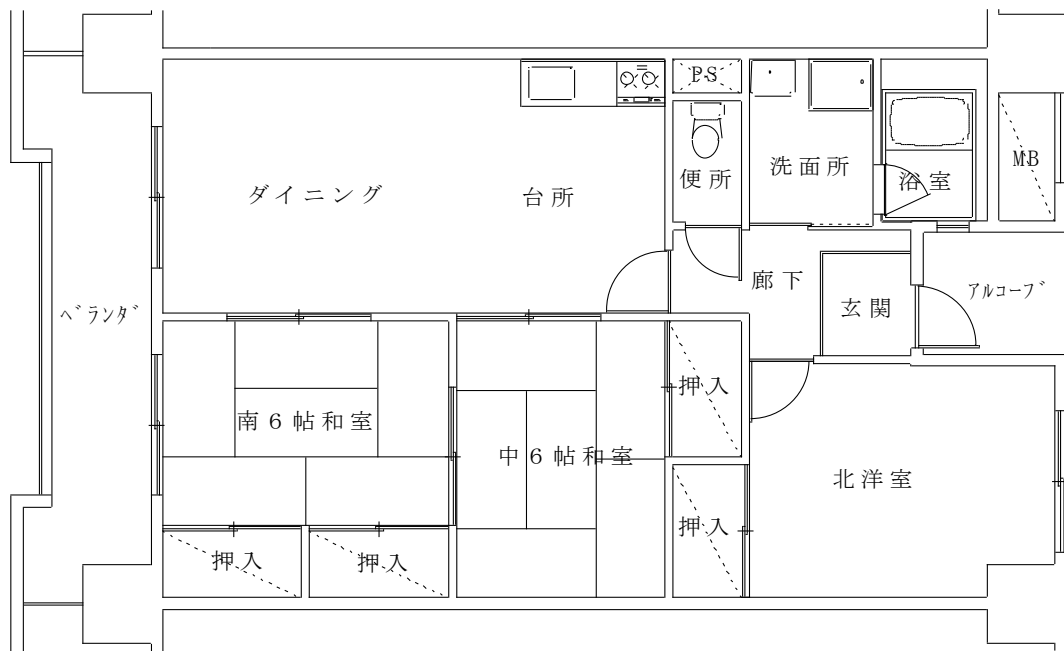 PS
MB
洗面所
便所
浴室
ダイニング
台所
廊下
アルコーブ
玄関
ベランダ
押入
南6帖和室
中6帖和室
北洋室
押入
押入
押入